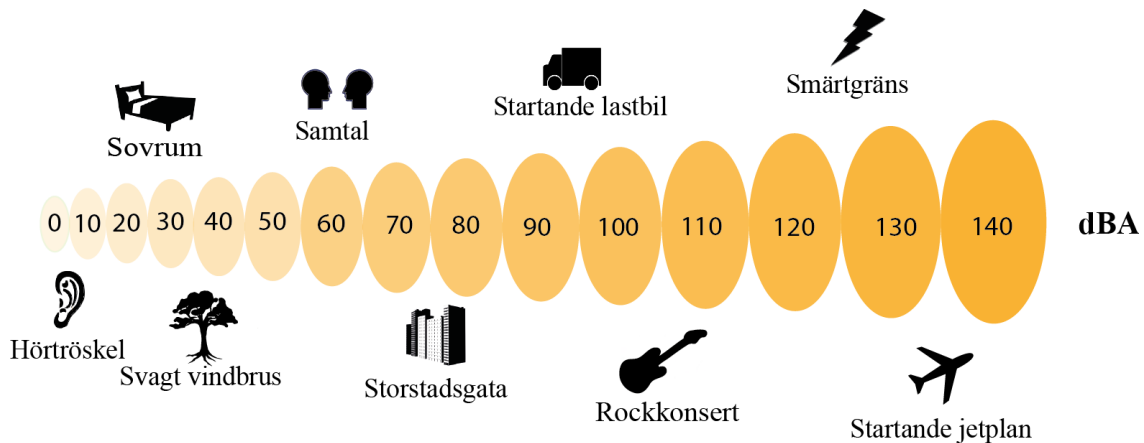 Smärtgräns
Startande lastbil
Samtal
Sovrum
0 10 20 30 40 50 60 70 80 90 100 110 120 130 140 dBA
Hörtröskel
Svagt vindbrus
Storstadsgata
Rockkonsert
Startande jetplan